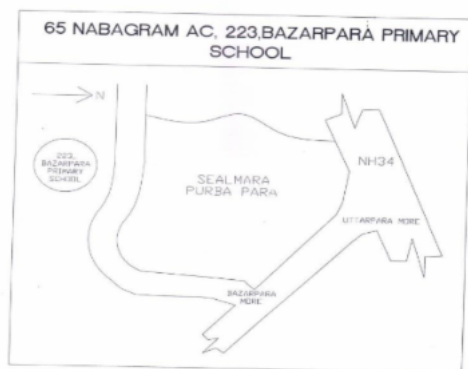 65 NABAGRAM AC, 223,BAZARPARA PRIMARY
SCHOOL
N
223,
BAZARPARA
PRIMARY
SCHOOL
SEALMARA
PURBA PARA
NH34
UTTARPARA MORE
BAZARPARA
MORE